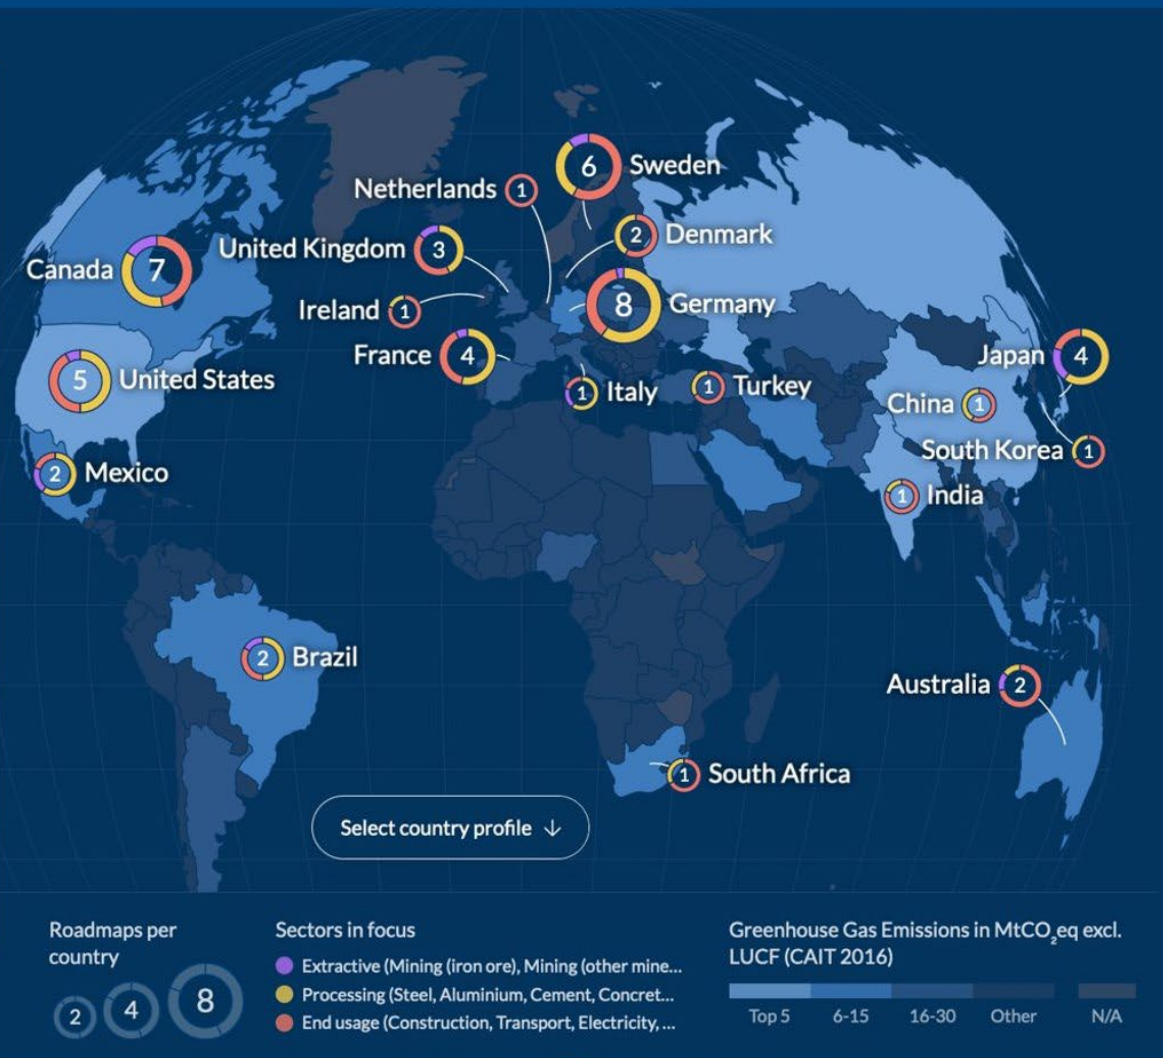 6 Sweden
Netherlands 1
2 Denmark
United Kingdom 3
Canada 7
Ireland 1
8 Germany
France 4
Japan 4
5 United States
1 Italy
1 Turkey
China 1
South Korea 1
2 Mexico
1 India
2 Brazil
Australia 2
1 South Africa
Select country profile ↓
Roadmaps per
country
2 4 8
Sectors in focus
Extractive (Mining (iron ore), Mining (other mine...
Processing (Steel, Aluminium, Cement, Concret...
End usage (Construction, Transport, Electricity, ...
Greenhouse Gas Emissions in MtCO₂eq excl.
LUCF (CAIT 2016)
Top 5 6-15 16-30 Other N/A